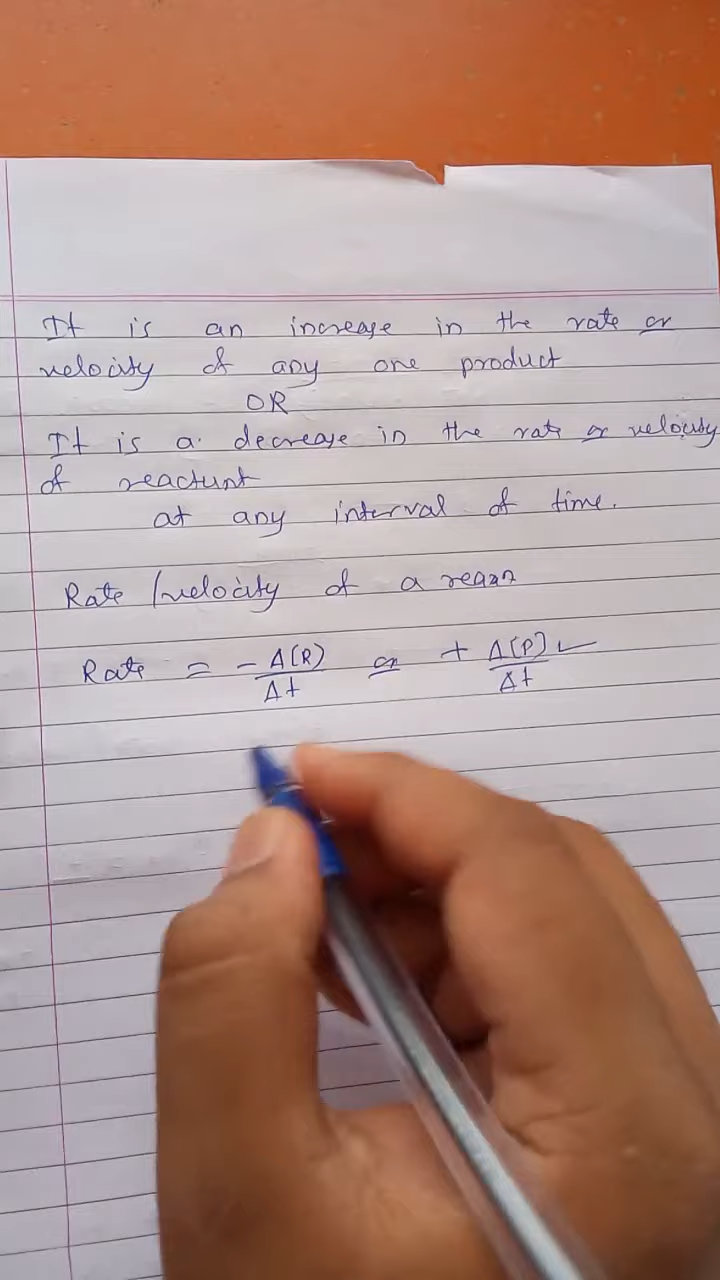 It is an increase in the rate or
velocity of any one product
OR
It is a decrease in the rate or velocity
of reactant
at any interval of time.
Rate / velocity of a reaxn
Rate = - Δ[R]/Δt or + Δ[P]/Δt